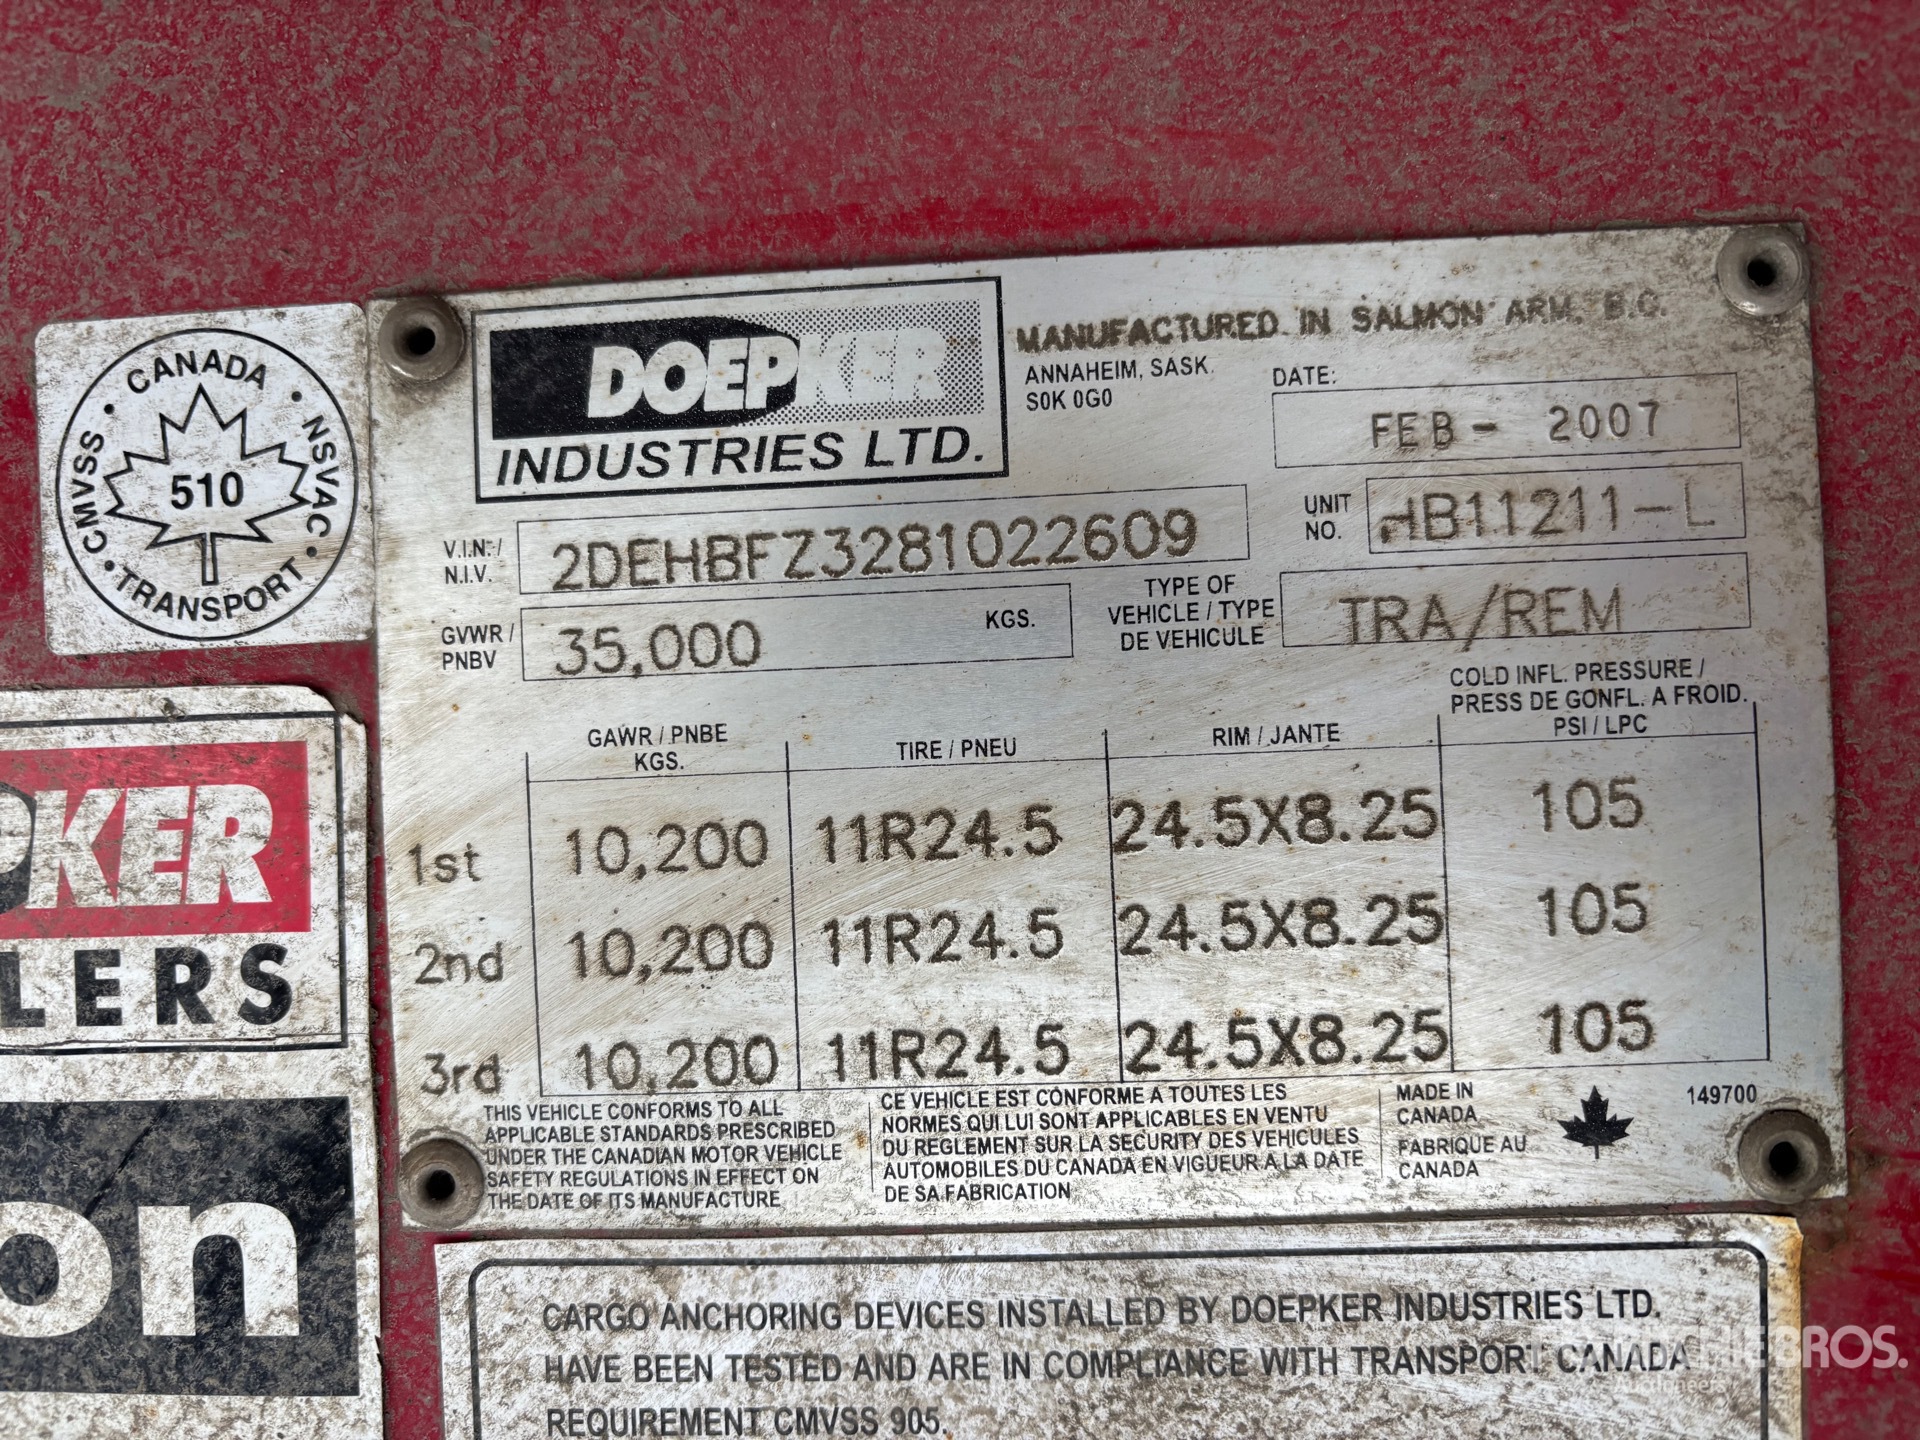 CANADA
CMVSS · NSVAC
510
TRANSPORT
DOEPKER
INDUSTRIES LTD.
MANUFACTURED IN SALMON ARM, B.C.
ANNAHEIM, SASK.
S0K 0G0
DATE:
FEB - 2007
V.I.N. /
N.I.V.
2DEHBFZ3281022609
UNIT
NO.
HB11211-L
GVWR /
PNBV
35,000
KGS.
TYPE OF
VEHICLE / TYPE
DE VEHICULE
TRA/REM
GAWR / PNBE
KGS.
TIRE / PNEU
RIM / JANTE
COLD INFL. PRESSURE /
PRESS DE GONFL. A FROID.
PSI / LPC
1st 10,200 11R24.5 24.5X8.25 105
2nd 10,200 11R24.5 24.5X8.25 105
3rd 10,200 11R24.5 24.5X8.25 105
THIS VEHICLE CONFORMS TO ALL
APPLICABLE STANDARDS PRESCRIBED
UNDER THE CANADIAN MOTOR VEHICLE
SAFETY REGULATIONS IN EFFECT ON
THE DATE OF ITS MANUFACTURE
CE VEHICLE EST CONFORME A TOUTES LES
NORMES QUI LUI SONT APPLICABLES EN VENTU
DU REGLEMENT SUR LA SECURITY DES VEHICULES
AUTOMOBILES DU CANADA EN VIGUEUR A LA DATE
DE SA FABRICATION
MADE IN
CANADA
FABRIQUE AU
CANADA
149700
PKER
LERS
on
CARGO ANCHORING DEVICES INSTALLED BY DOEPKER INDUSTRIES LTD.
HAVE BEEN TESTED AND ARE IN COMPLIANCE WITH TRANSPORT CANADA
REQUIREMENT CMVSS 905.
RITCHIE BROS.
Auctioneers